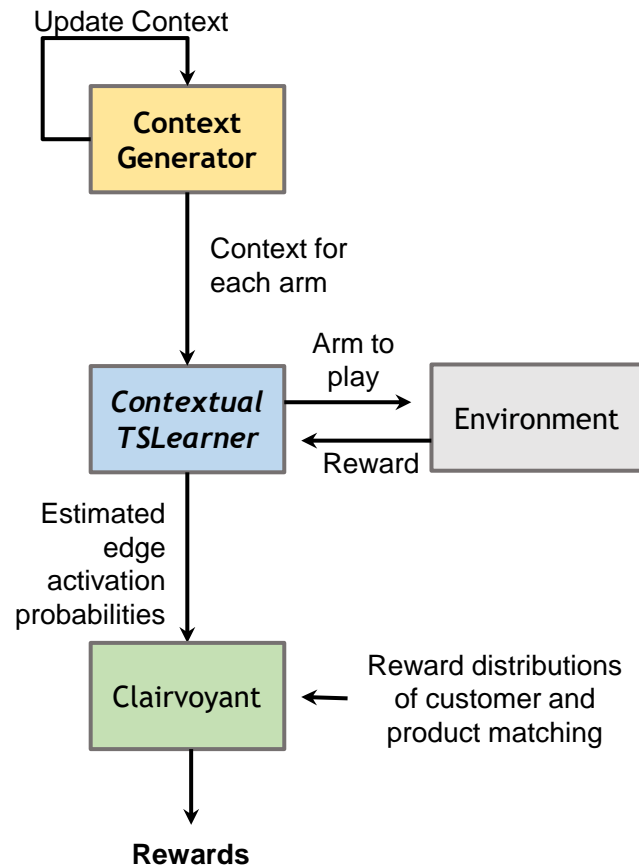 Update Context
Context
Generator
Context for
each arm
Arm to
play
Contextual
TSLearner
Environment
Reward
Estimated
edge
activation
probabilities
Clairvoyant
Reward distributions
of customer and
product matching
Rewards